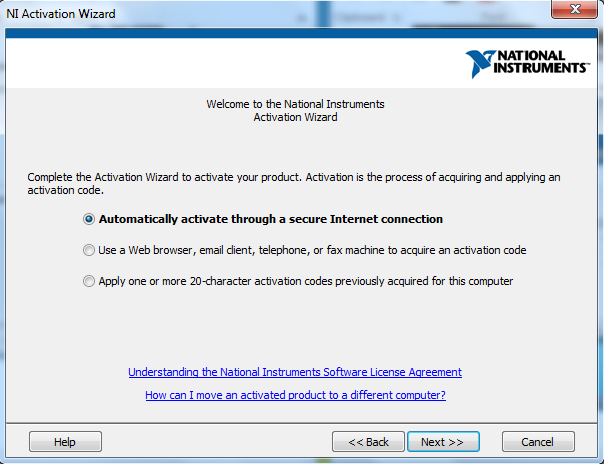 NI Activation Wizard
NATIONAL
INSTRUMENTS™
Welcome to the National Instruments
Activation Wizard
Complete the Activation Wizard to activate your product. Activation is the process of acquiring and applying an
activation code.
Automatically activate through a secure Internet connection
Use a Web browser, email client, telephone, or fax machine to acquire an activation code
Apply one or more 20-character activation codes previously acquired for this computer
Understanding the National Instruments Software License Agreement
How can I move an activated product to a different computer?
Help
<< Back
Next >>
Cancel